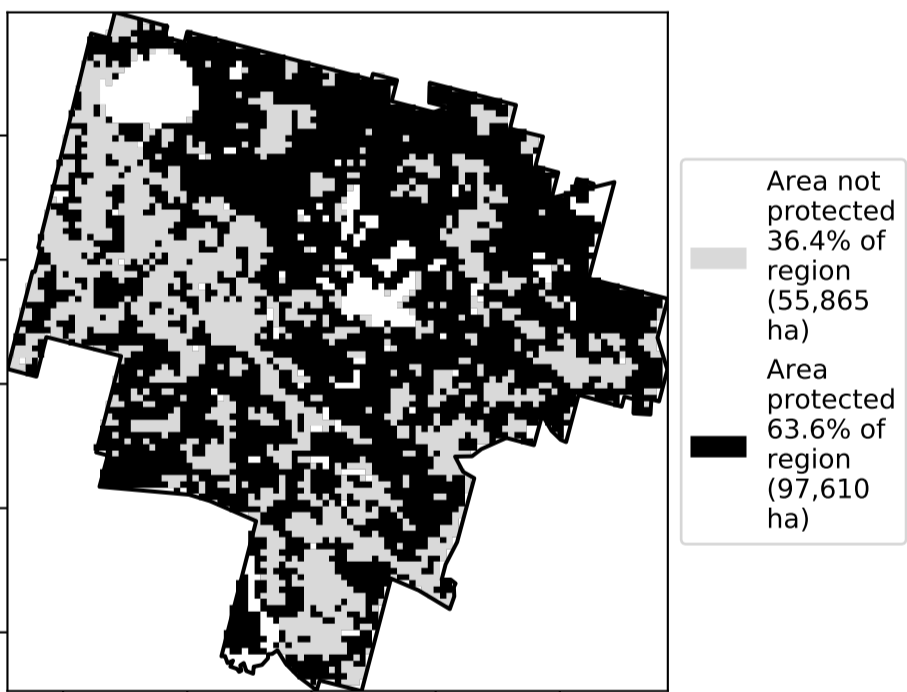 Area not
protected
36.4% of
region
(55,865
ha)
Area
protected
63.6% of
region
(97,610
ha)